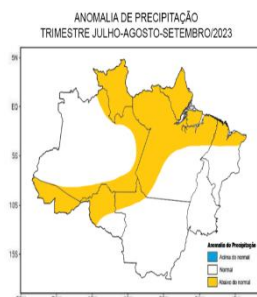 ANOMALIA DE PRECIPITAÇÃO
TRIMESTRE JULHO-AGOSTO-SETEMBRO/2023
5N
EQ
5S
10S
15S
Anomalia de Precipitação
Acima do normal
Normal
Abaixo do normal